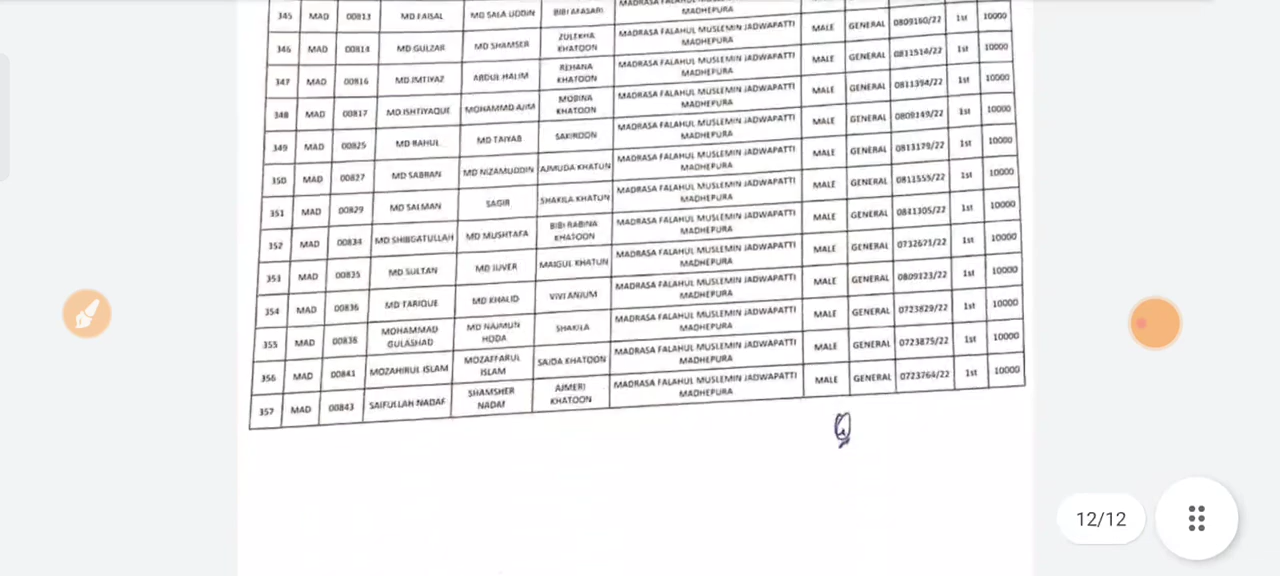 345 MAD 00813 MD FAISAL MD SALA UDDIN BIBI AFASARI MADRASA FALAHUL MUSLEMIN JADWAPATTI MADHEPURA
346 MAD 00814 MD GULZAR MD SHAMSER ZULEKHA KHATOON MADRASA FALAHUL MUSLEMIN JADWAPATTI MADHEPURA MALE GENERAL 0809160/22 1st 10000
347 MAD 00816 MD IMTIYAZ ABDUL HALIM REHANA KHATOON MADRASA FALAHUL MUSLEMIN JADWAPATTI MADHEPURA MALE GENERAL 0811514/22 1st 10000
348 MAD 00817 MD ISHTIYAQUE MOHAMMD AJIM MOBINA KHATOON MADRASA FALAHUL MUSLEMIN JADWAPATTI MADHEPURA MALE GENERAL 0811394/22 1st 10000
349 MAD 00825 MD RAHUL MD TAIYAB SAKIROON MADRASA FALAHUL MUSLEMIN JADWAPATTI MADHEPURA MALE GENERAL 0809149/22 1st 10000
350 MAD 00827 MD SABRAN MD NIZAMUDDIN AJMUDA KHATUN MADRASA FALAHUL MUSLEMIN JADWAPATTI MADHEPURA MALE GENERAL 0813179/22 1st 10000
351 MAD 00829 MD SALMAN SAGIR SHAKILA KHATUN MADRASA FALAHUL MUSLEMIN JADWAPATTI MADHEPURA MALE GENERAL 0811555/22 1st 10000
352 MAD 00834 MD SHIBGATULLAH MD MUSHTAFA BIBI RABINA KHATOON MADRASA FALAHUL MUSLEMIN JADWAPATTI MADHEPURA MALE GENERAL 0841305/22 1st 10000
353 MAD 00835 MD SULTAN MD JUVER MAIGUL KHATUN MADRASA FALAHUL MUSLEMIN JADWAPATTI MADHEPURA MALE GENERAL 0732671/22 1st 10000
354 MAD 00836 MD TARIQUE MD KHALID VIVI ANJUM MADRASA FALAHUL MUSLEMIN JADWAPATTI MADHEPURA MALE GENERAL 0809123/22 1st 10000
355 MAD 00838 MOHAMMAD GULASHAD MD NAJMUN HODA SHAKILA MADRASA FALAHUL MUSLEMIN JADWAPATTI MADHEPURA MALE GENERAL 0723829/22 1st 10000
356 MAD 00841 MOZAHIRUL ISLAM MOZAFFARUL ISLAM SAJDA KHATOON MADRASA FALAHUL MUSLEMIN JADWAPATTI MADHEPURA MALE GENERAL 0723875/22 1st 10000
357 MAD 00843 SAIFULLAH NADAF SHAMSHER NADAF AJMERI KHATOON MADRASA FALAHUL MUSLEMIN JADWAPATTI MADHEPURA MALE GENERAL 0723764/22 1st 10000
12/12